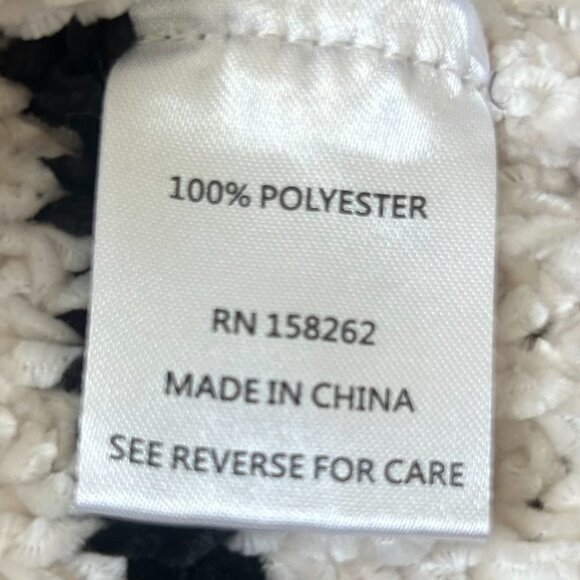 100% POLYESTER
RN 158262
MADE IN CHINA
SEE REVERSE FOR CARE